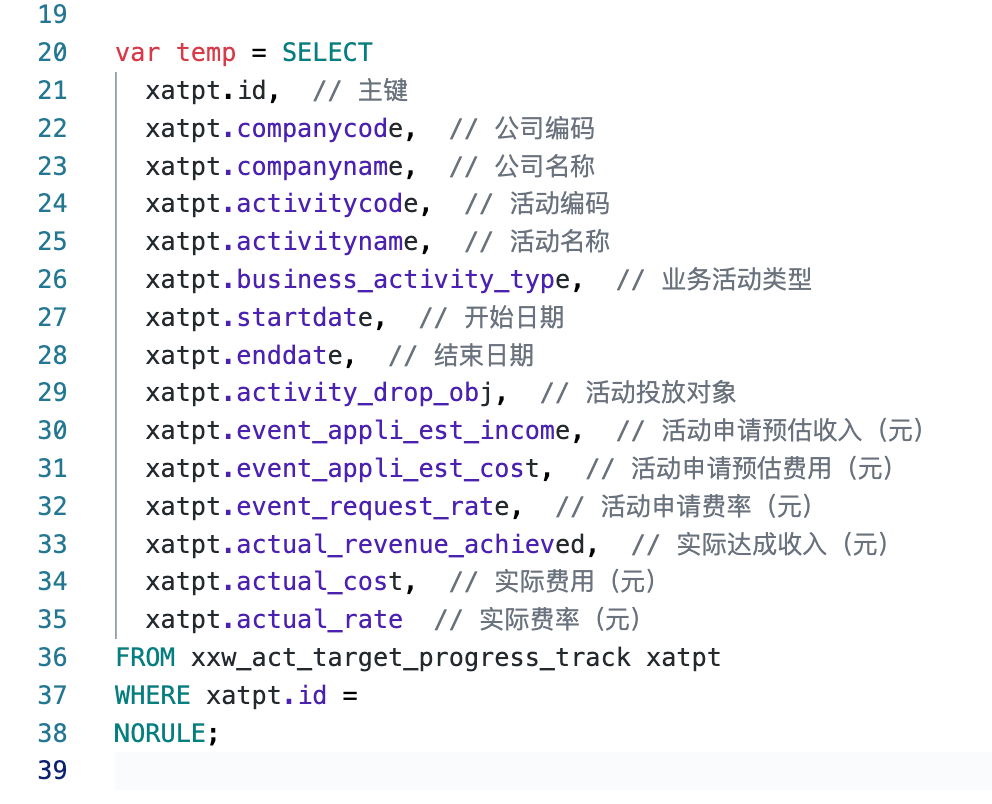 19
20 var temp = SELECT
21 xatpt.id, // 主键
22 xatpt.companycode, // 公司编码
23 xatpt.companyname, // 公司名称
24 xatpt.activitycode, // 活动编码
25 xatpt.activityname, // 活动名称
26 xatpt.business_activity_type, // 业务活动类型
27 xatpt.startdate, // 开始日期
28 xatpt.enddate, // 结束日期
29 xatpt.activity_drop_obj, // 活动投放对象
30 xatpt.event_appli_est_income, // 活动申请预估收入（元）
31 xatpt.event_appli_est_cost, // 活动申请预估费用（元）
32 xatpt.event_request_rate, // 活动申请费率（元）
33 xatpt.actual_revenue_achieved, // 实际达成收入（元）
34 xatpt.actual_cost, // 实际费用（元）
35 xatpt.actual_rate // 实际费率（元）
36 FROM xxw_act_target_progress_track xatpt
37 WHERE xatpt.id =
38 NORULE;
39